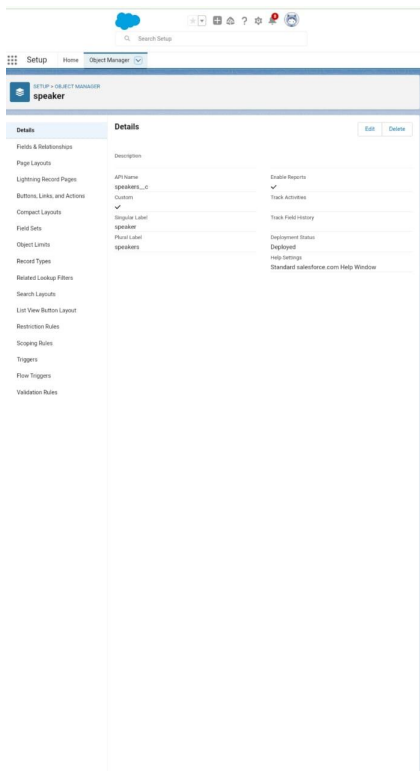 Search Setup
Setup
Home
Object Manager
SETUP > OBJECT MANAGER
speaker
Details
Fields & Relationships
Page Layouts
Lightning Record Pages
Buttons, Links, and Actions
Compact Layouts
Field Sets
Object Limits
Record Types
Related Lookup Filters
Search Layouts
List View Button Layout
Restriction Rules
Scoping Rules
Triggers
Flow Triggers
Validation Rules
Details
Edit
Delete
Description
API Name
speakers__c
Custom
✓
Singular Label
speaker
Plural Label
speakers
Enable Reports
✓
Track Activities
Track Field History
Deployment Status
Deployed
Help Settings
Standard salesforce.com Help Window